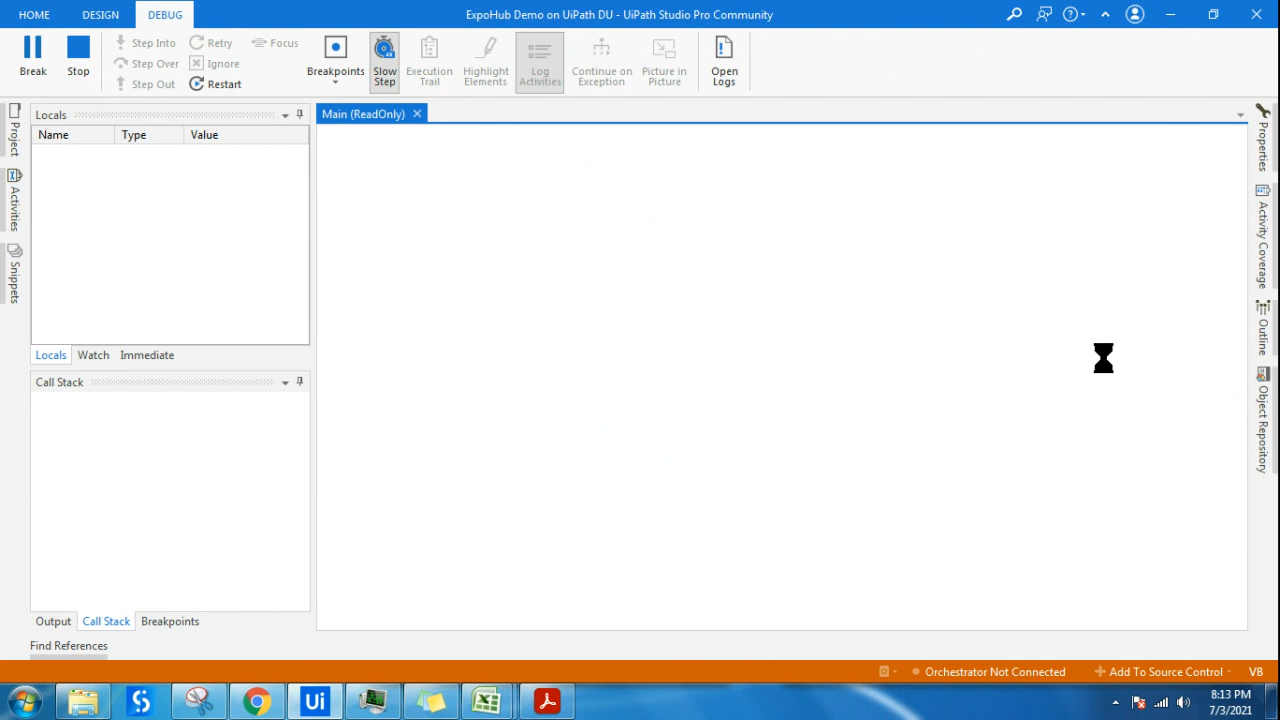 HOME DESIGN DEBUG ExpoHub Demo on UiPath DU - UiPath Studio Pro Community
Break Stop Step Into Retry Focus
Step Over Ignore
Step Out Restart
Breakpoints Slow Step Execution Trail Highlight Elements Log Activities Continue on Exception Picture in Picture Open Logs
Project
Activities
Snippets
Locals
Name Type Value
Locals Watch Immediate
Call Stack
Output Call Stack Breakpoints
Find References
Main (ReadOnly)
Properties
Activity Coverage
Outline
Object Repository
Orchestrator Not Connected Add To Source Control VB
S Ui
8:13 PM
7/3/2021